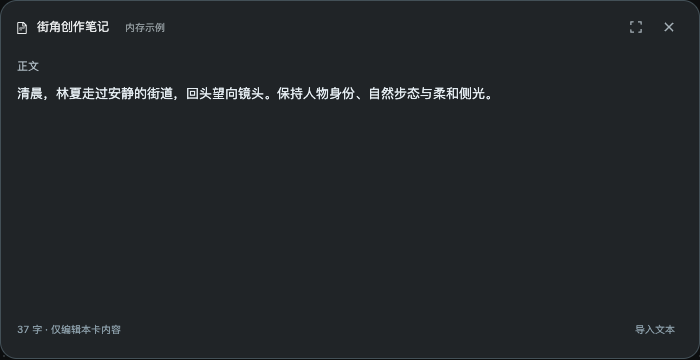 街角创作笔记 内存示例
正文
清晨，林夏走过安静的街道，回头望向镜头。保持人物身份、自然步态与柔和侧光。
37 字 · 仅编辑本卡内容 导入文本